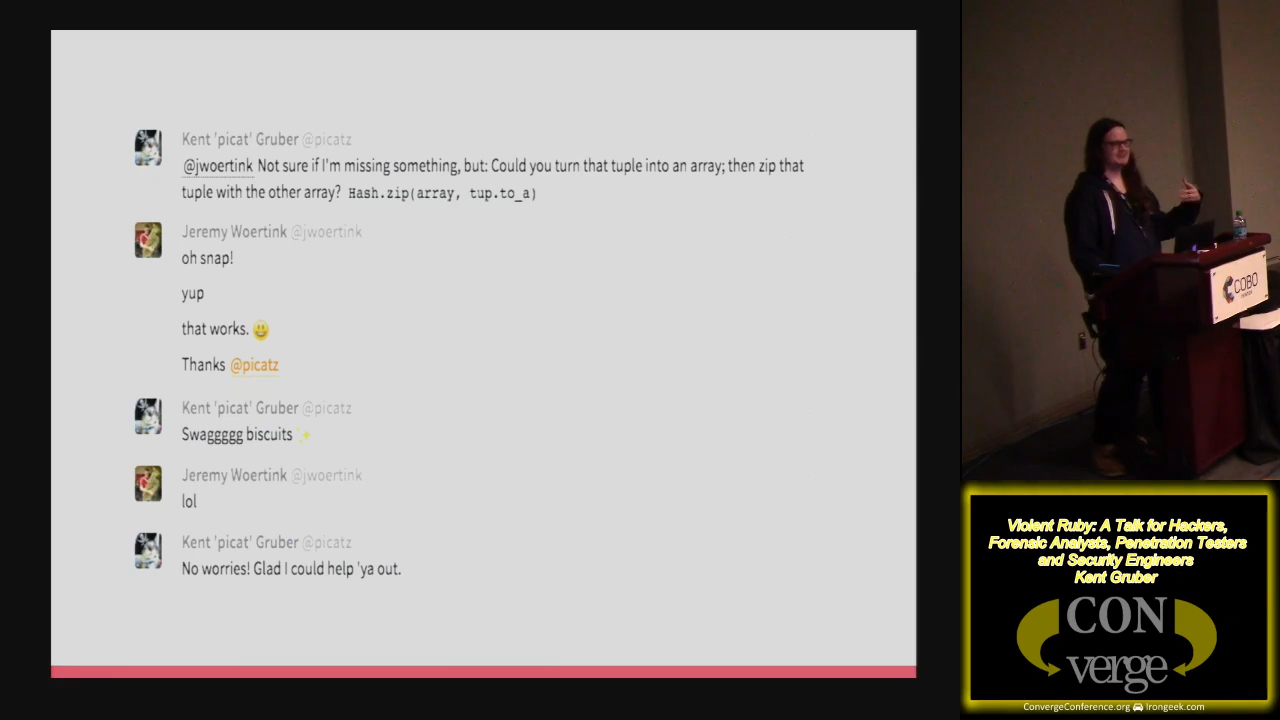 Kent 'picat' Gruber @picatz
@jwoertink Not sure if I'm missing something, but: Could you turn that tuple into an array; then zip that
tuple with the other array? Hash.zip(array, tup.to_a)
Jeremy Woertink @jwoertink
oh snap!
yup
that works. 😃
Thanks @picatz
Kent 'picat' Gruber @picatz
Swaggggg biscuits ✨
Jeremy Woertink @jwoertink
lol
Kent 'picat' Gruber @picatz
No worries! Glad I could help 'ya out.
COBO
CENTER
Violent Ruby: A Talk for Hackers,
Forensic Analysts, Penetration Testers
and Security Engineers
Kent Gruber
CON
verge
ConvergeConference.org Irongeek.com